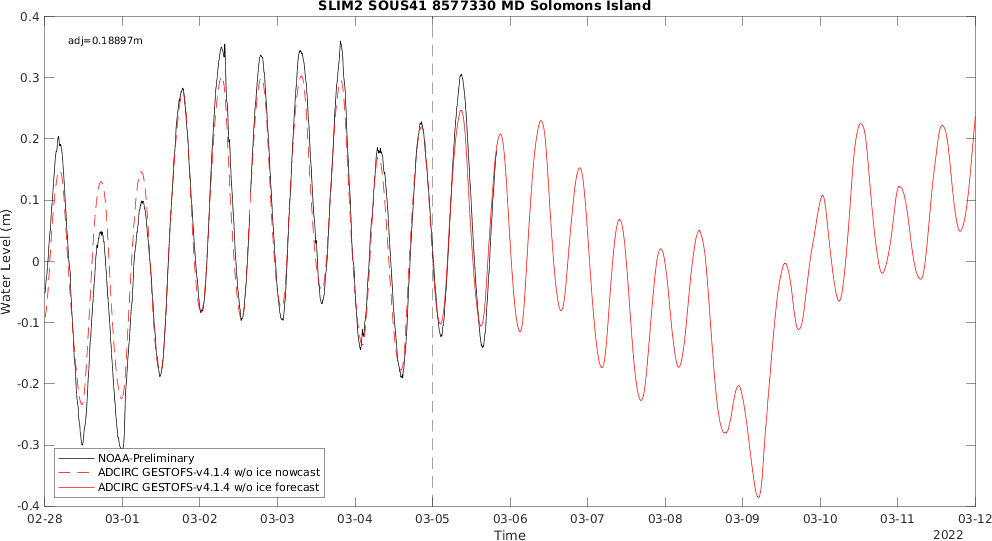 SLIM2 SOUS41 8577330 MD Solomons Island
adj=0.18897m
Water Level (m)
0.4
0.3
0.2
0.1
0
-0.1
-0.2
-0.3
-0.4
NOAA-Preliminary
ADCIRC GESTOFS-v4.1.4 w/o ice nowcast
ADCIRC GESTOFS-v4.1.4 w/o ice forecast
02-28 03-01 03-02 03-03 03-04 03-05 03-06 03-07 03-08 03-09 03-10 03-11 03-12
Time
2022